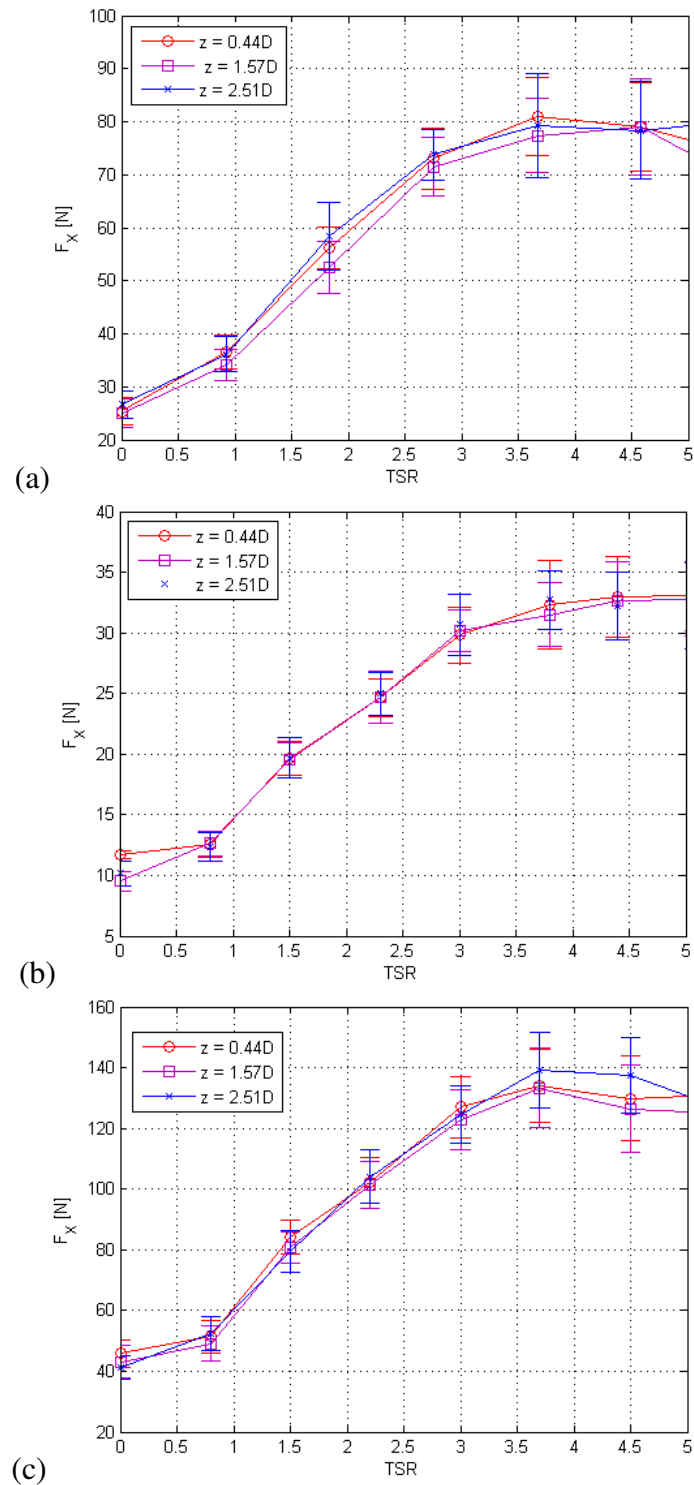 100
90
80
70
60
50
40
30
20
F_X [N]
z = 0.44D
z = 1.57D
z = 2.51D
0 0.5 1 1.5 2 2.5 3 3.5 4 4.5 5
TSR
(a)
40
35
30
25
20
15
10
5
F_X [N]
z = 0.44D
z = 1.57D
z = 2.51D
0 0.5 1 1.5 2 2.5 3 3.5 4 4.5 5
TSR
(b)
160
140
120
100
80
60
40
20
F_X [N]
z = 0.44D
z = 1.57D
z = 2.51D
0 0.5 1 1.5 2 2.5 3 3.5 4 4.5 5
TSR
(c)